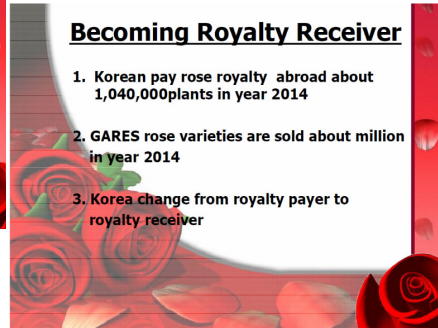 Becoming Royalty Receiver
1. Korean pay rose royalty abroad about
1,040,000plants in year 2014
2. GARES rose varieties are sold about million
in year 2014
3. Korea change from royalty payer to
royalty receiver